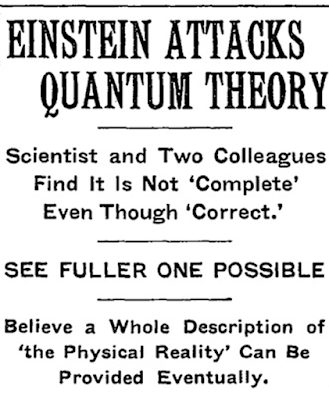 EINSTEIN ATTACKS
QUANTUM THEORY
Scientist and Two Colleagues
Find It Is Not ‘Complete’
Even Though ‘Correct.’
SEE FULLER ONE POSSIBLE
Believe a Whole Description of
‘the Physical Reality’ Can Be
Provided Eventually.